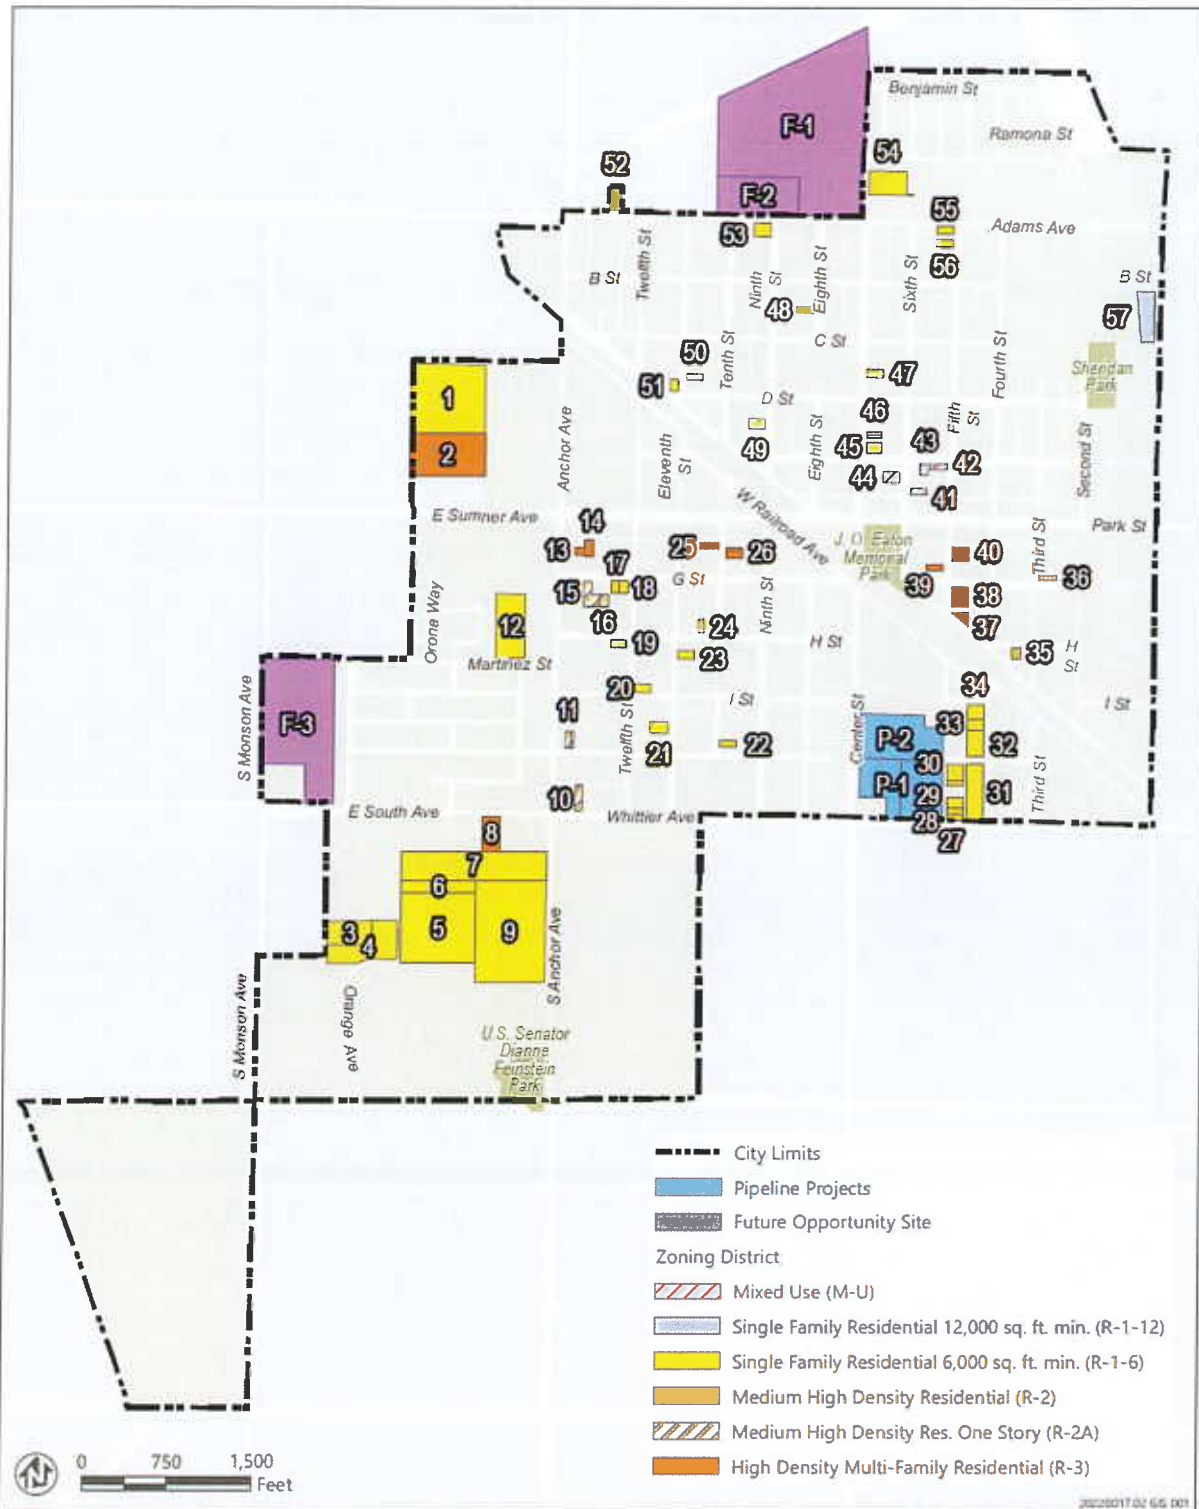 Benjamin St
Ramona St
F-1
54
52
F-2
55
Adams Ave
53
56
Twelfth St
B St
Ninth St
Eighth St
Sixth St
B St
48
57
C St
Tenth St
50
47
Fourth St
Sheridan
Park
51
1
D St
46
Fifth St
43
45
49
42
2
Anchor Ave
Eleventh St
Eighth St
44
Second St
41
E Sumner Ave
W Railroad Ave
Park St
14
J. O. Eaton
Memorial
Park
Third St
13
25
26
40
17
G St
15
18
39
36
38
Orone Way
12
16
24
Ninth St
37
19
H St
35
H St
Martinez St
23
34
20
S Monson Ave
F-3
11
I St
I St
Twelfth St
Center St
33
P-2
32
21
22
30
Third St
P-1
31
10
29
E South Ave
Whittier Ave
28
8
27
7
6
3
5
9
4
S Anchor Ave
S Monson Ave
Orange Ave
U.S. Senator
Dianne
Feinstein
Park
City Limits
Pipeline Projects
Future Opportunity Site
Zoning District
Mixed Use (M-U)
Single Family Residential 12,000 sq. ft. min. (R-1-12)
Single Family Residential 6,000 sq. ft. min. (R-1-6)
Medium High Density Residential (R-2)
Medium High Density Res. One Story (R-2A)
High Density Multi-Family Residential (R-3)
N
0 750 1,500
Feet
20220017.02 GIS 001